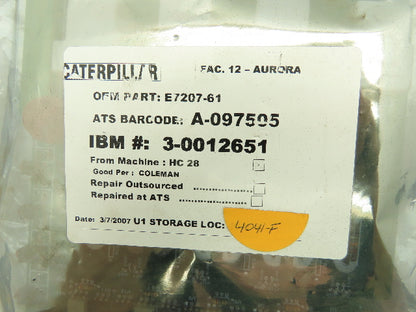 CATERPILLAR FAC. 12 - AURORA
OEM PART: E7207-61
ATS BARCODE: A-097595
IBM #: 3-0012651
From Machine : HC 28
Good Per : COLEMAN
Repair Outsourced
Repaired at ATS
Date: 3/7/2007 U1 STORAGE LOC: 4041-F